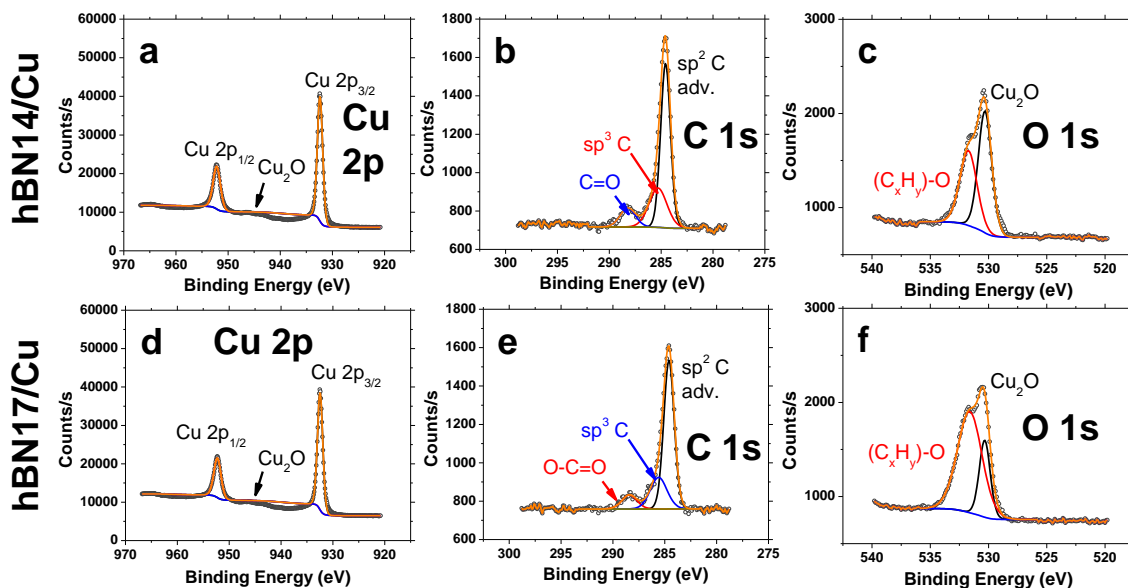 hBN14/Cu
a
Cu 2p3/2
Cu
2p
Cu 2p1/2
Cu2O
Counts/s
60000
50000
40000
30000
20000
10000
0
970 960 950 940 930 920
Binding Energy (eV)
b
sp2 C
adv.
C 1s
sp3 C
C=O
Counts/s
1800
1600
1400
1200
1000
800
600
300 295 290 285 280 275
Binding Energy (eV)
c
Cu2O
O 1s
(CxHy)-O
Counts/s
3000
2000
1000
540 530 520
Binding Energy (eV)
hBN17/Cu
d
Cu 2p
Cu 2p3/2
Cu 2p1/2
Cu2O
Counts/s
60000
50000
40000
30000
20000
10000
0
970 960 950 940 930 920
Binding Energy (eV)
e
sp2 C
adv.
C 1s
sp3 C
O-C=O
Counts/s
1800
1600
1400
1200
1000
800
600
300 295 290 285 280 275
Binding Energy (eV)
f
Cu2O
O 1s
(CxHy)-O
Counts/s
3000
2000
1000
540 530 520
Binding Energy (eV)